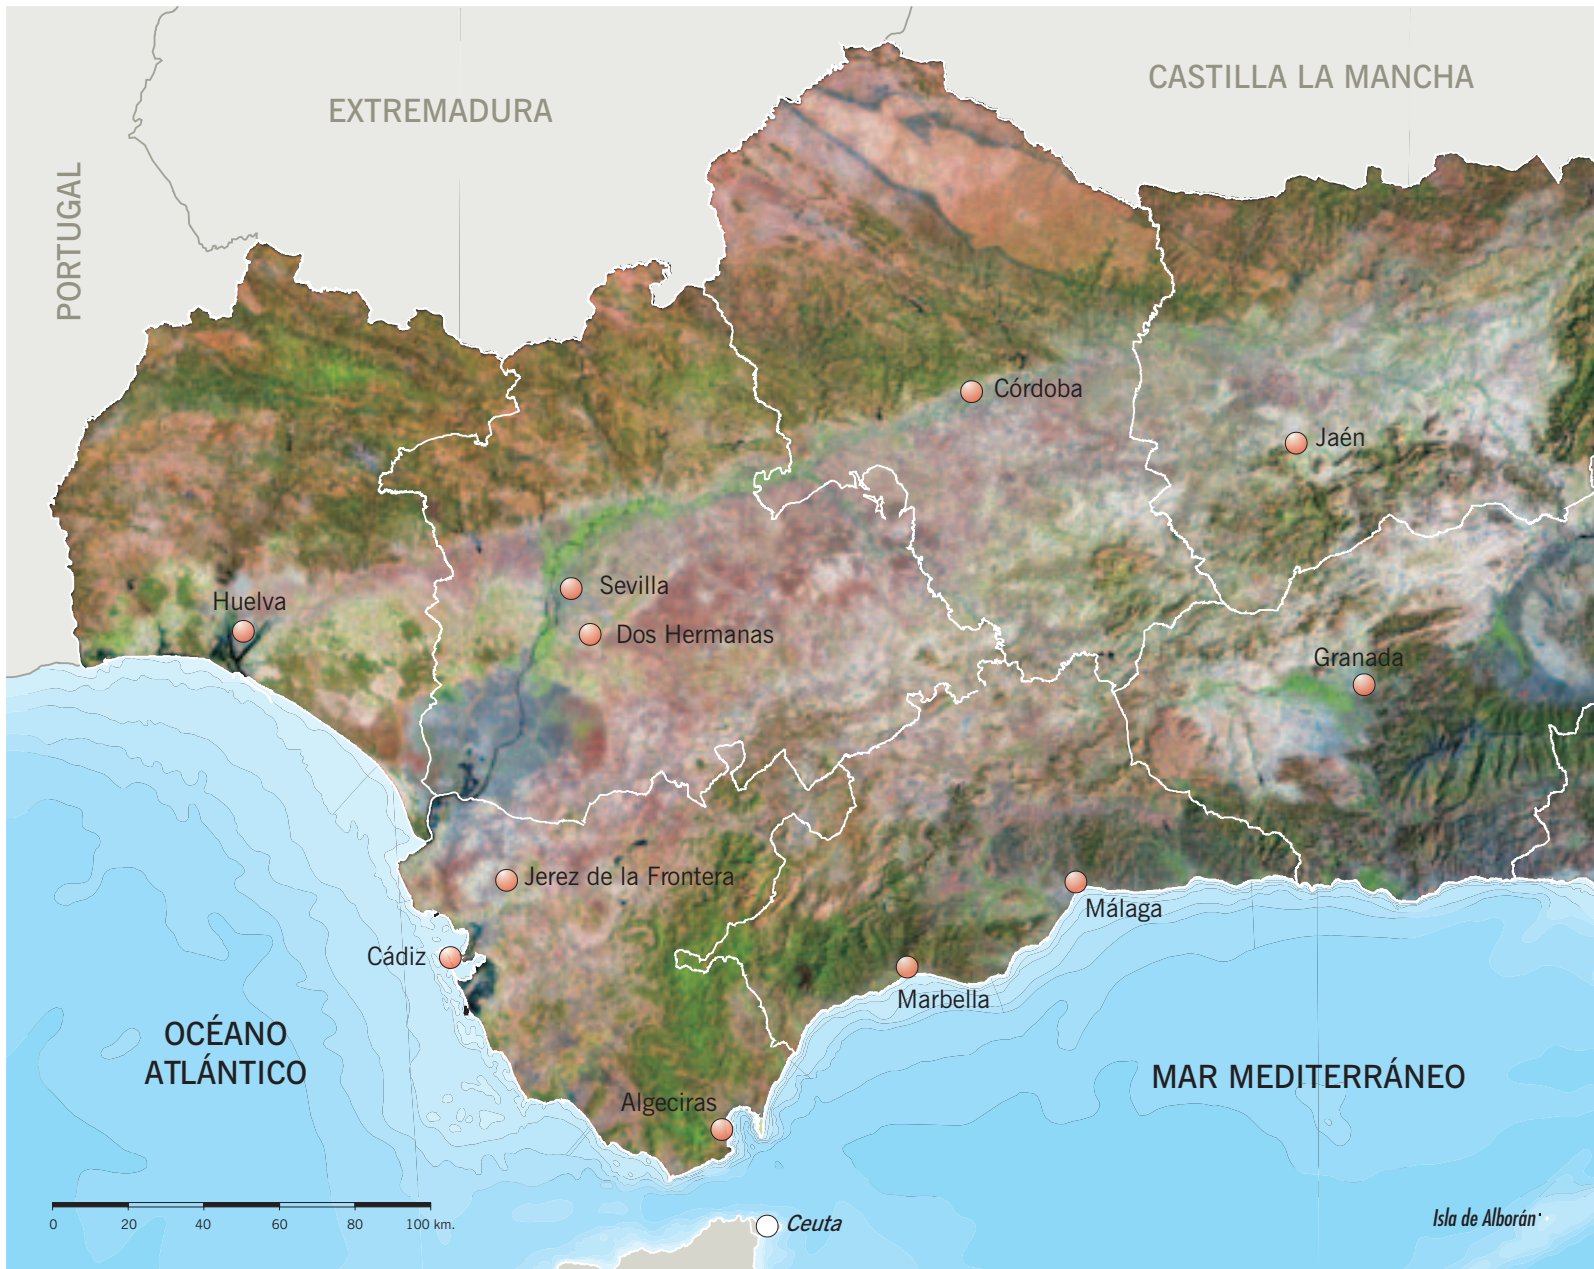 CASTILLA LA MANCHA
EXTREMADURA
PORTUGAL
Córdoba
Jaén
Sevilla
Huelva
Dos Hermanas
Granada
Jerez de la Frontera
Málaga
Cádiz
Marbella
OCÉANO
ATLÁNTICO
MAR MEDITERRÁNEO
Algeciras
0 20 40 60 80 100 km.
Ceuta
Isla de Alborán